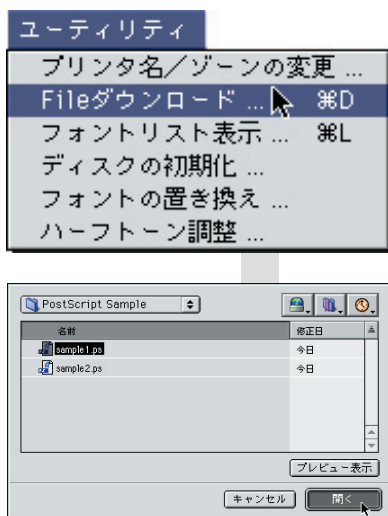 ユーティリティ
プリンタ名／ゾーンの変更 ...
Fileダウンロード ... ⌘D
フォントリスト表示 ... ⌘L
ディスクの初期化 ...
フォントの置き換え ...
ハーフトーン調整 ...
PostScript Sample
名前 修正日
sample1.ps 今日
sample2.ps 今日
プレビュー表示
キャンセル 開く